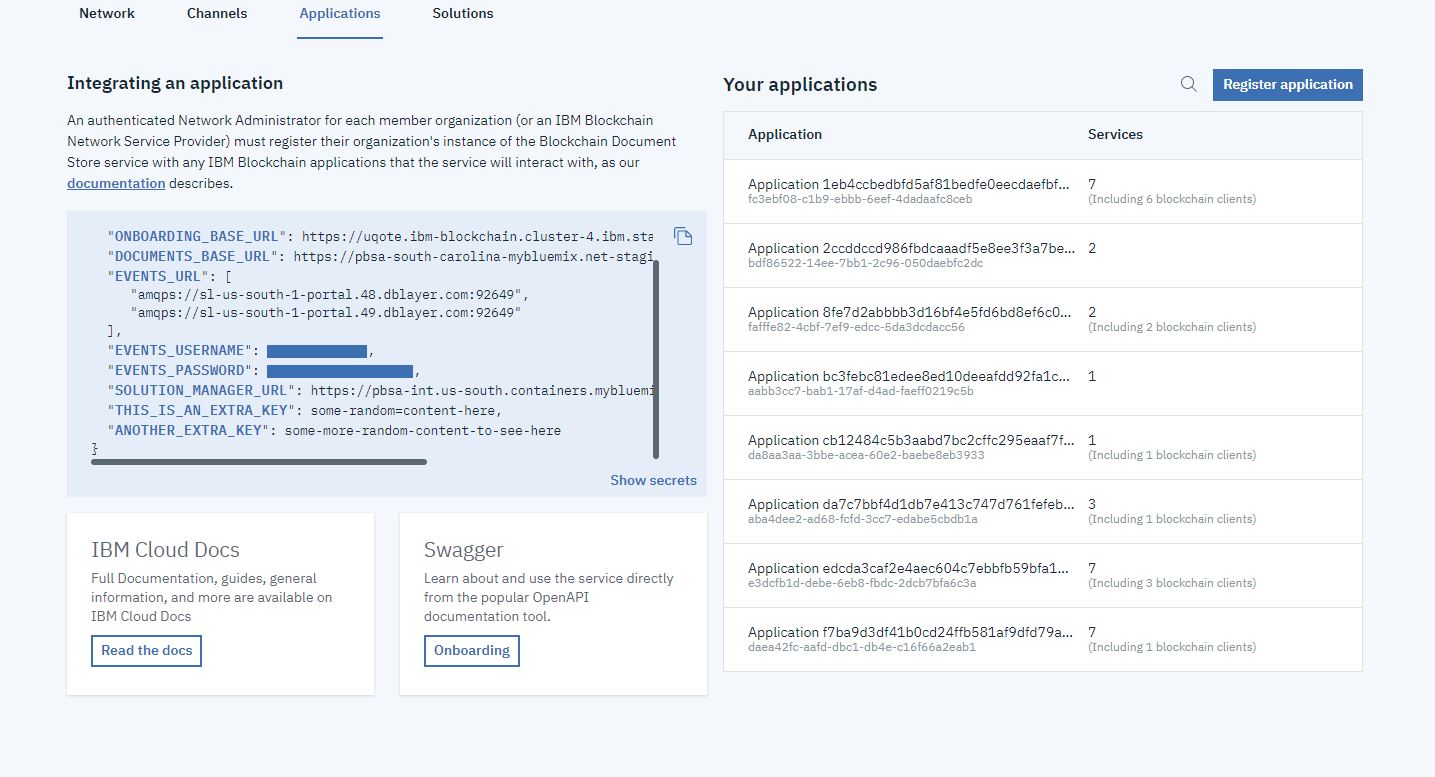 Network Channels Applications Solutions
Integrating an application
An authenticated Network Administrator for each member organization (or an IBM Blockchain
Network Service Provider) must register their organization's instance of the Blockchain Document
Store service with any IBM Blockchain applications that the service will interact with, as our
documentation describes.
"ONBOARDING_BASE_URL": https://uqote.ibm-blockchain.cluster-4.ibm.sta
"DOCUMENTS_BASE_URL": https://pbsa-south-carolina-mybluemix.net-stagi
"EVENTS_URL": [
"amqps://sl-us-south-1-portal.48.dblayer.com:92649",
"amqps://sl-us-south-1-portal.49.dblayer.com:92649"
],
"EVENTS_USERNAME": ,
"EVENTS_PASSWORD": ,
"SOLUTION_MANAGER_URL": https://pbsa-int.us-south.containers.mybluemi
"THIS_IS_AN_EXTRA_KEY": some-random=content-here,
"ANOTHER_EXTRA_KEY": some-more-random-content-to-see-here
}
Show secrets
IBM Cloud Docs
Full Documentation, guides, general
information, and more are available on
IBM Cloud Docs
Read the docs
Swagger
Learn about and use the service directly
from the popular OpenAPI
documentation tool.
Onboarding
Your applications
Register application
Application Services
Application 1eb4ccbedbfd5af81bedfe0eecdaefbf... 7
fc3ebf08-c1b9-ebbb-6eef-4dadaafc8ceb (Including 6 blockchain clients)
Application 2ccddccd986fbdcaaadf5e8ee3f3a7be... 2
bdf86522-14ee-7bb1-2c96-050daebfc2dc
Application 8fe7d2abbbb3d16bf4e5fd6bd8ef6c0... 2
fafffe82-4cbf-7ef9-edcc-5da3dcdacc56 (Including 2 blockchain clients)
Application bc3febc81edee8ed10deeafdd92fa1c... 1
aabb3cc7-bab1-17af-d4ad-faeff0219c5b
Application cb12484c5b3aabd7bc2cffc295eaaf7f... 1
da8aa3aa-3bbe-acea-60e2-baebe8eb3933 (Including 1 blockchain clients)
Application da7c7bbf4d1db7e413c747d761fefeb... 3
aba4dee2-ad68-fcfd-3cc7-edabe5cbdb1a (Including 1 blockchain clients)
Application edcda3caf2e4aec604c7ebbfb59bfa1... 7
e3dcfb1d-debe-6eb8-fbdc-2dcb7bfa6c3a (Including 3 blockchain clients)
Application f7ba9d3df41b0cd24ffb581af9dfd79a... 7
daea42fc-aafd-dbc1-db4e-c16f66a2eab1 (Including 1 blockchain clients)